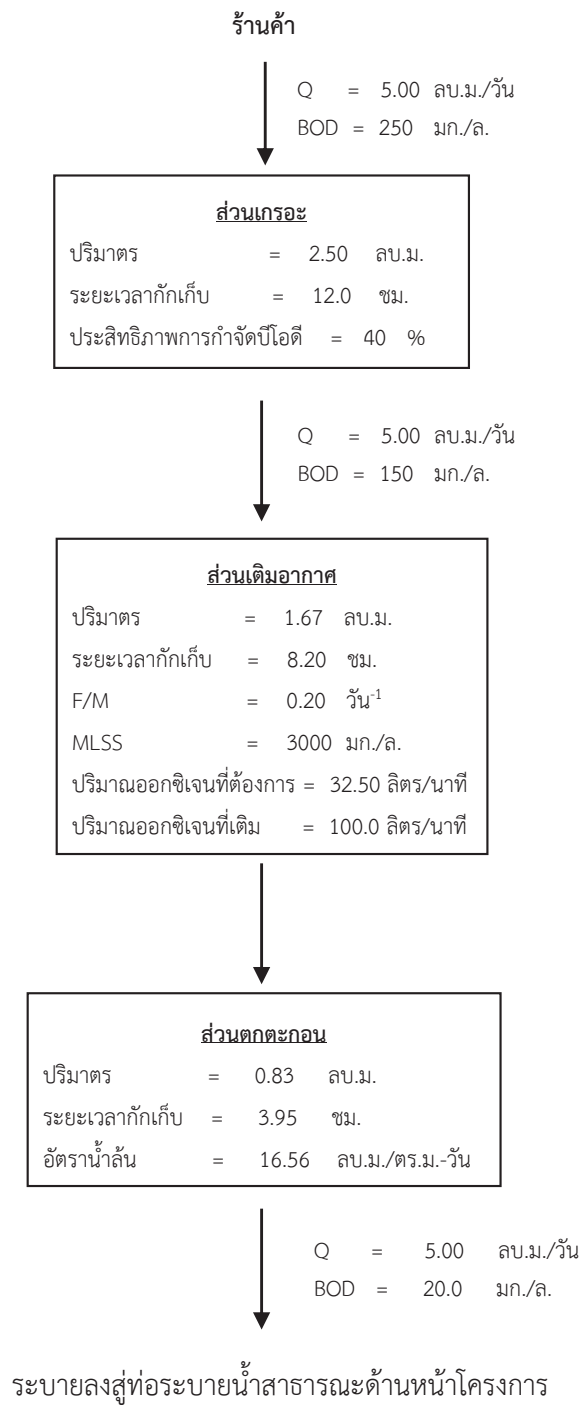 ร้านค้า
Q = 5.00 ลบ.ม./วัน
BOD = 250 มก./ล.
ส่วนเกรอะ
ปริมาตร = 2.50 ลบ.ม.
ระยะเวลากักเก็บ = 12.0 ชม.
ประสิทธิภาพการกำจัดบีโอดี = 40 %
Q = 5.00 ลบ.ม./วัน
BOD = 150 มก./ล.
ส่วนเติมอากาศ
ปริมาตร = 1.67 ลบ.ม.
ระยะเวลากักเก็บ = 8.20 ชม.
F/M = 0.20 วัน⁻¹
MLSS = 3000 มก./ล.
ปริมาณออกซิเจนที่ต้องการ = 32.50 ลิตร/นาที
ปริมาณออกซิเจนที่เติม = 100.0 ลิตร/นาที
ส่วนตกตะกอน
ปริมาตร = 0.83 ลบ.ม.
ระยะเวลากักเก็บ = 3.95 ชม.
อัตราน้ำล้น = 16.56 ลบ.ม./ตร.ม.-วัน
Q = 5.00 ลบ.ม./วัน
BOD = 20.0 มก./ล.
ระบายลงสู่ท่อระบายน้ำสาธารณะด้านหน้าโครงการ